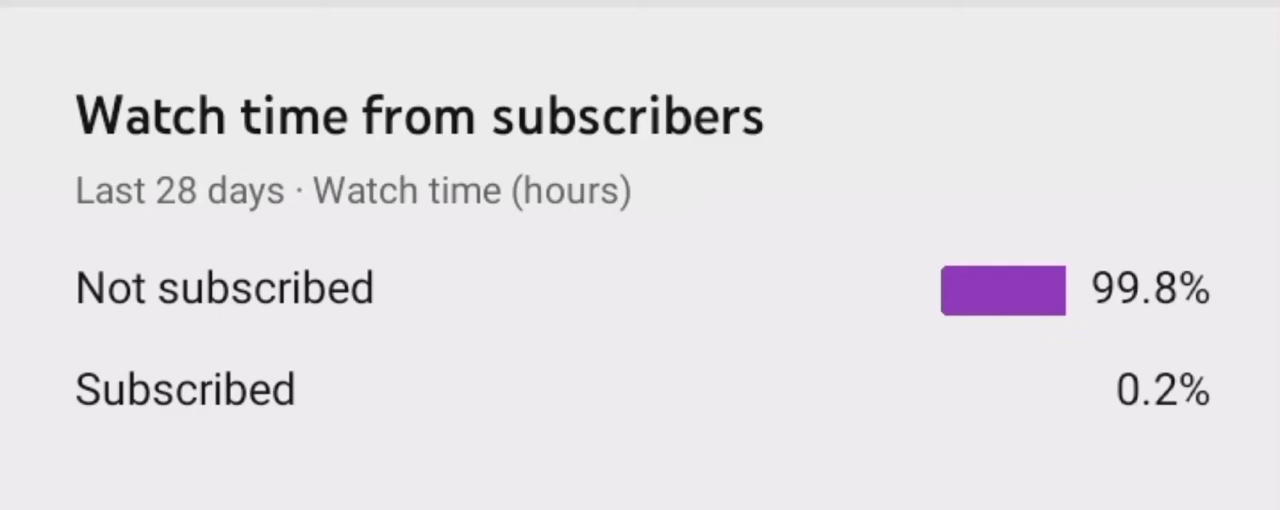 Watch time from subscribers
Last 28 days · Watch time (hours)
Not subscribed 99.8%
Subscribed 0.2%